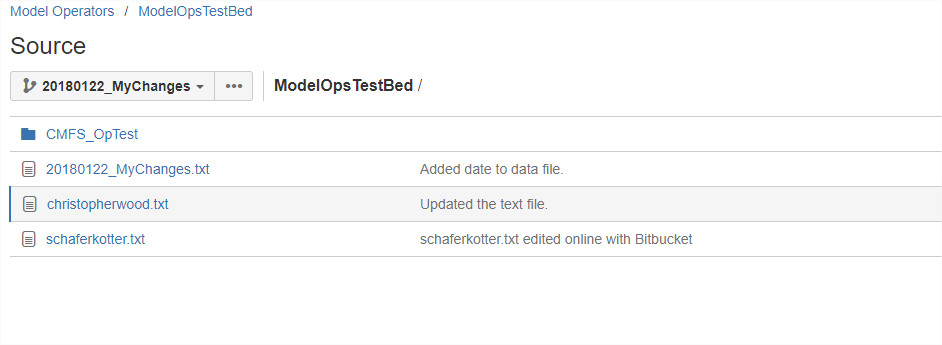 Model Operators / ModelOpsTestBed
Source
20180122_MyChanges ••• ModelOpsTestBed /
CMFS_OpTest
20180122_MyChanges.txt Added date to data file.
christopherwood.txt Updated the text file.
schaferkotter.txt schaferkotter.txt edited online with Bitbucket